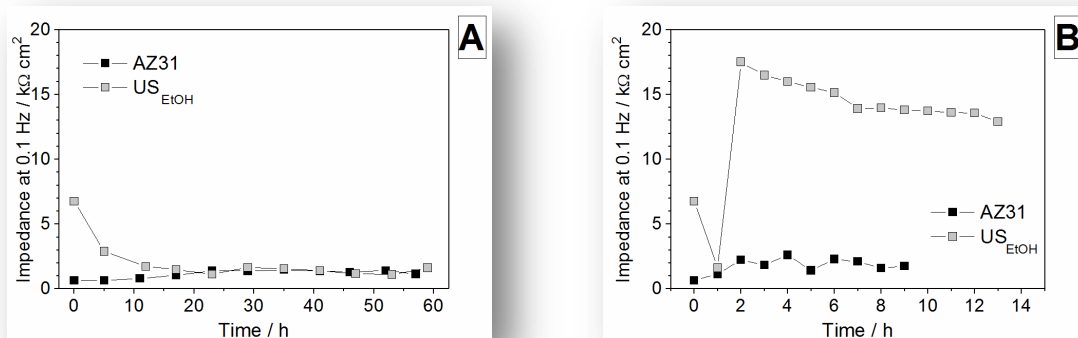 A
Impedance at 0.1 Hz / kΩ cm²
20
15
10
5
0
AZ31
US EtOH
0 10 20 30 40 50 60
Time / h
B
Impedance at 0.1 Hz / kΩ cm²
20
15
10
5
0
AZ31
US EtOH
0 2 4 6 8 10 12 14
Time / h